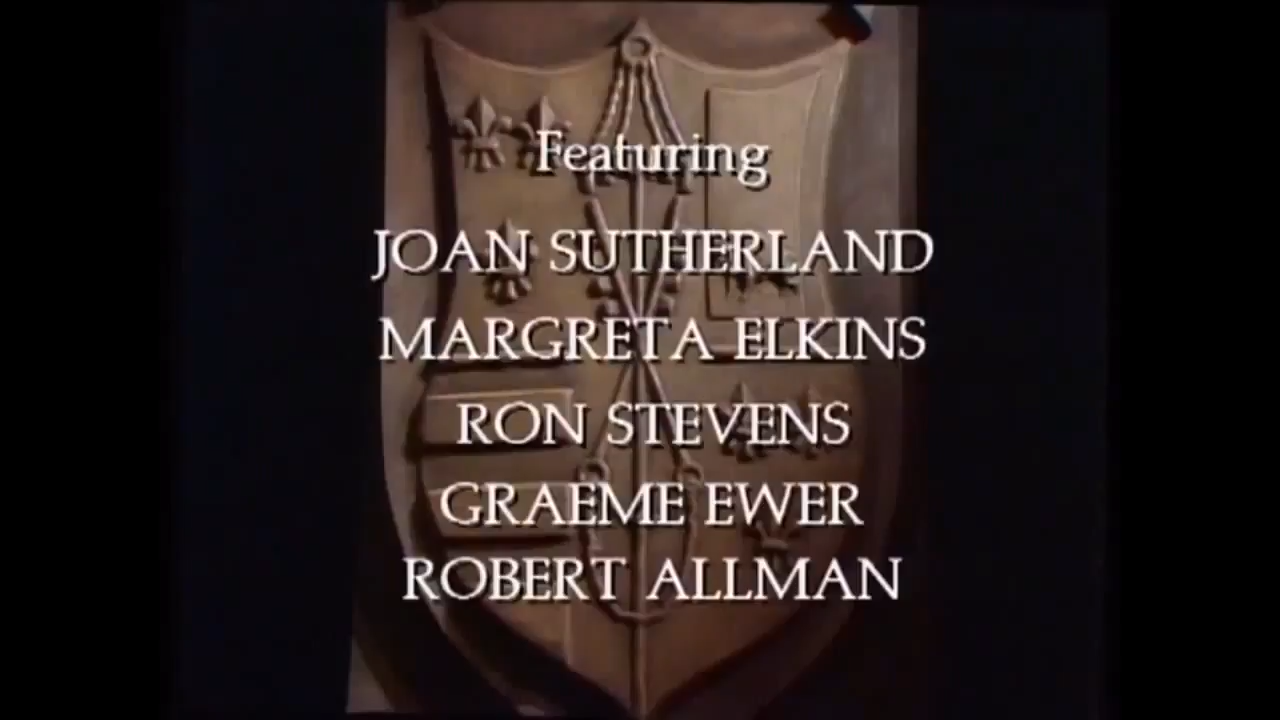 Featuring
JOAN SUTHERLAND
MARGRETA ELKINS
RON STEVENS
GRAEME EWER
ROBERT ALLMAN